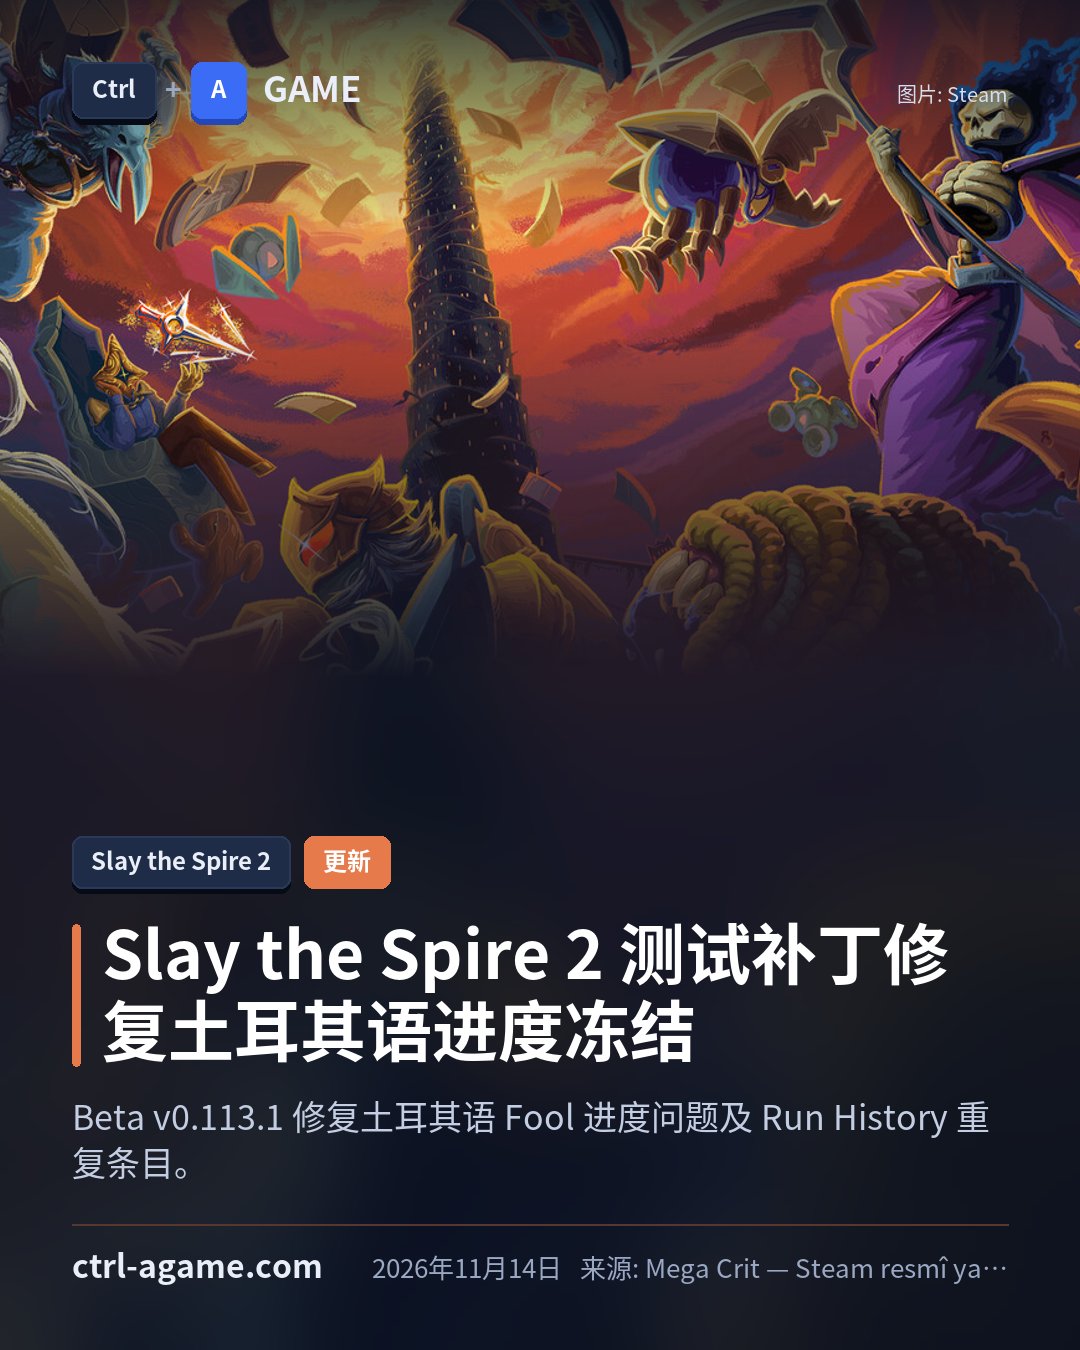 Ctrl + A GAME
图片: Steam
Slay the Spire 2 更新
Slay the Spire 2 测试补丁修
复土耳其语进度冻结
Beta v0.113.1 修复土耳其语 Fool 进度问题及 Run History 重
复条目。
ctrl-agame.com 2026年11月14日 来源: Mega Crit — Steam resmî ya…